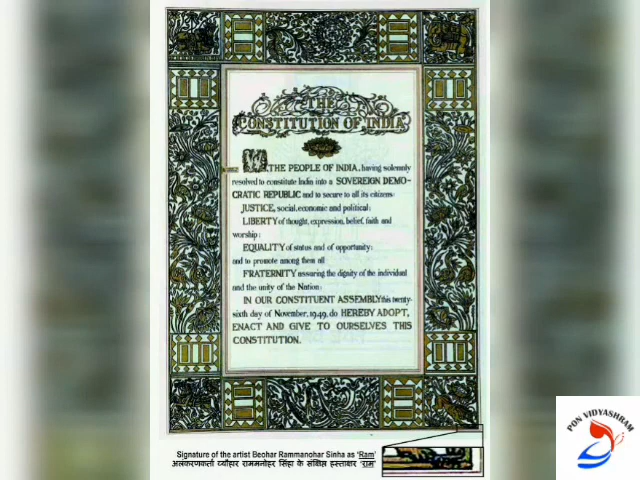 THE
CONSTITUTION OF INDIA
WE, THE PEOPLE OF INDIA, having solemnly
resolved to constitute India into a SOVEREIGN DEMO-
CRATIC REPUBLIC and to secure to all its citizens:
JUSTICE, social, economic and political;
LIBERTY of thought, expression, belief, faith and
worship;
EQUALITY of status and of opportunity;
and to promote among them all
FRATERNITY assuring the dignity of the individual
and the unity of the Nation;
IN OUR CONSTITUENT ASSEMBLY this twenty-
sixth day of November, 1949, do HEREBY ADOPT,
ENACT AND GIVE TO OURSELVES THIS
CONSTITUTION.
Signature of the artist Beohar Rammanohar Sinha as 'Ram'
अलंकरणकर्ता ब्यौहार राममनोहर सिंहा के संक्षिप्त हस्ताक्षर 'राम'
PON VIDYASHRAM